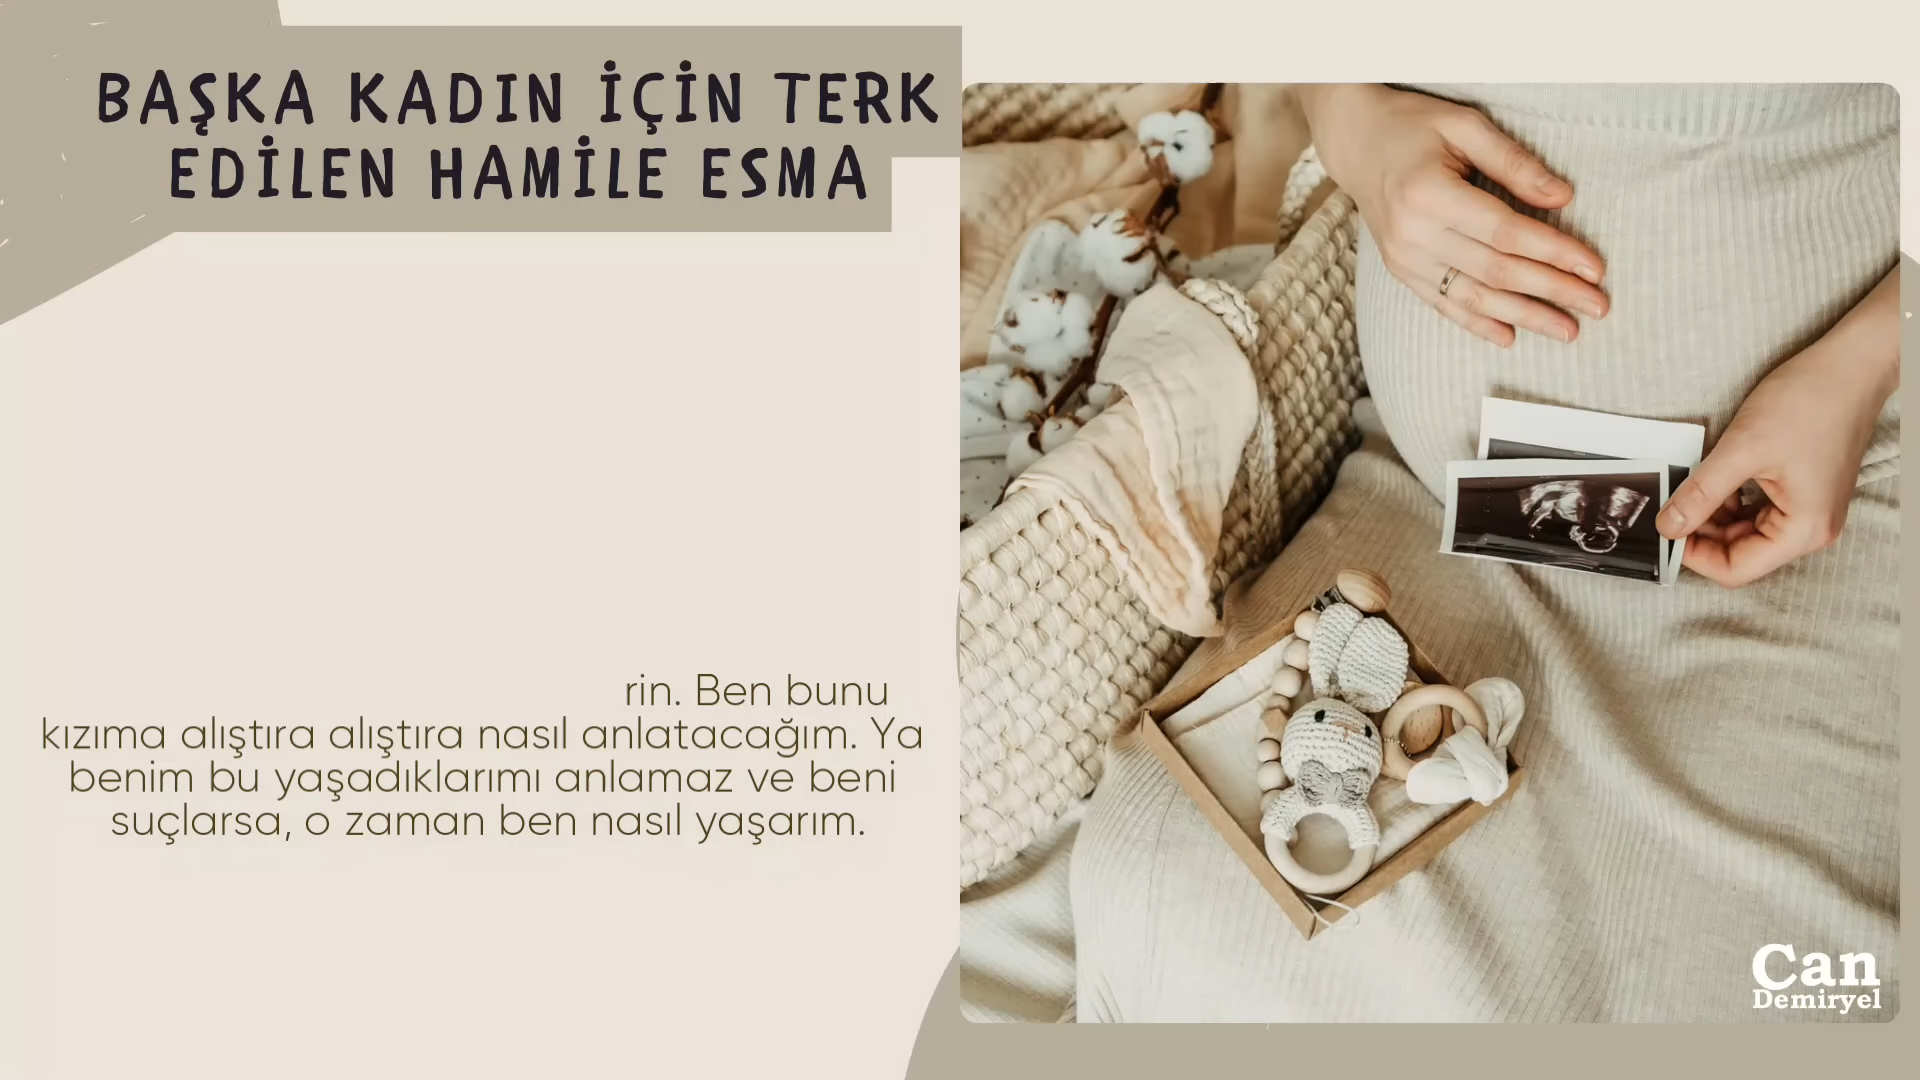 BAŞKA KADIN İÇİN TERK
EDİLEN HAMİLE ESMA
rin. Ben bunu
kızıma alıştıra alıştıra nasıl anlatacağım. Ya
benim bu yaşadıklarımı anlamaz ve beni
suçlarsa, o zaman ben nasıl yaşarım.
Can
Demiryel